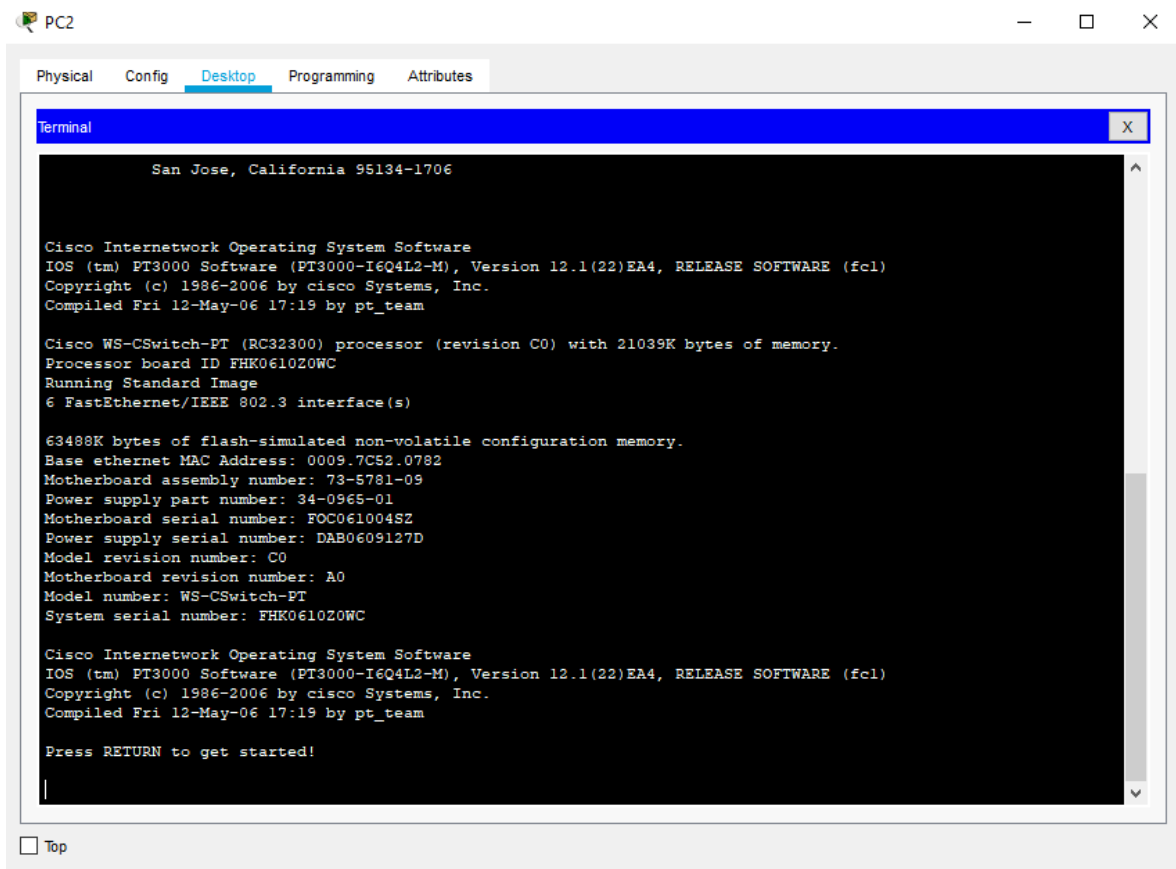 PC2
Physical Config Desktop Programming Attributes
Terminal X
San Jose, California 95134-1706
Cisco Internetwork Operating System Software
IOS (tm) PT3000 Software (PT3000-I6Q4L2-M), Version 12.1(22)EA4, RELEASE SOFTWARE (fc1)
Copyright (c) 1986-2006 by cisco Systems, Inc.
Compiled Fri 12-May-06 17:19 by pt_team
Cisco WS-CSwitch-PT (RC32300) processor (revision C0) with 21039K bytes of memory.
Processor board ID FHK0610Z0WC
Running Standard Image
6 FastEthernet/IEEE 802.3 interface(s)
63488K bytes of flash-simulated non-volatile configuration memory.
Base ethernet MAC Address: 0009.7C52.0782
Motherboard assembly number: 73-5781-09
Power supply part number: 34-0965-01
Motherboard serial number: FOC061004SZ
Power supply serial number: DAB0609127D
Model revision number: C0
Motherboard revision number: A0
Model number: WS-CSwitch-PT
System serial number: FHK0610Z0WC
Cisco Internetwork Operating System Software
IOS (tm) PT3000 Software (PT3000-I6Q4L2-M), Version 12.1(22)EA4, RELEASE SOFTWARE (fc1)
Copyright (c) 1986-2006 by cisco Systems, Inc.
Compiled Fri 12-May-06 17:19 by pt_team
Press RETURN to get started!
Top